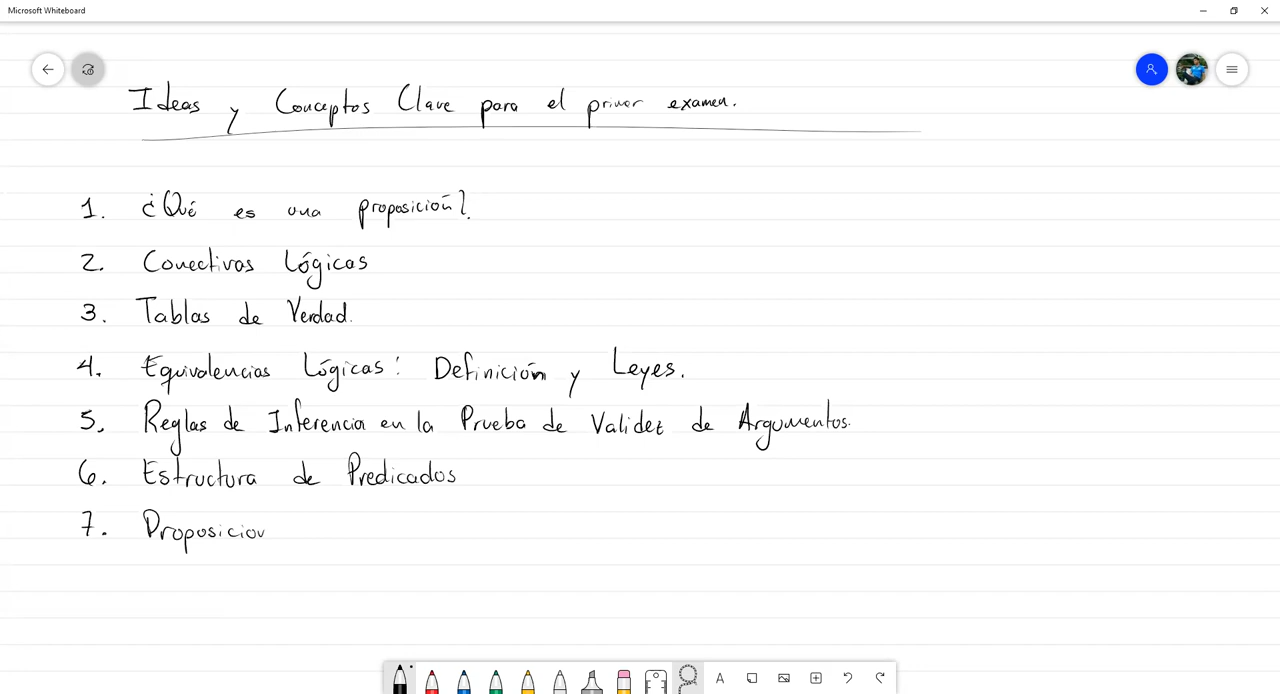 Microsoft Whiteboard
Ideas y Conceptos Clave para el primer examen.
1. ¿Qué es una proposición?
2. Conectivas Lógicas
3. Tablas de Verdad.
4. Equivalencias Lógicas: Definición y Leyes.
5. Reglas de Inferencia en la Prueba de Validez de Argumentos.
6. Estructura de Predicados
7. Proposicion
A